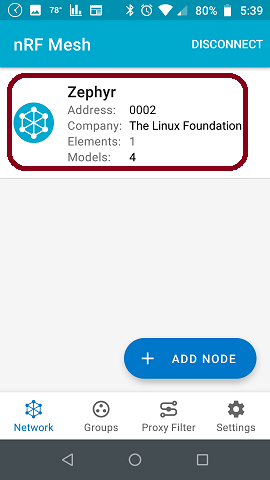 78° 80% 5:39
nRF Mesh DISCONNECT
Zephyr
Address: 0002
Company: The Linux Foundation
Elements: 1
Models: 4
+ ADD NODE
Network Groups Proxy Filter Settings